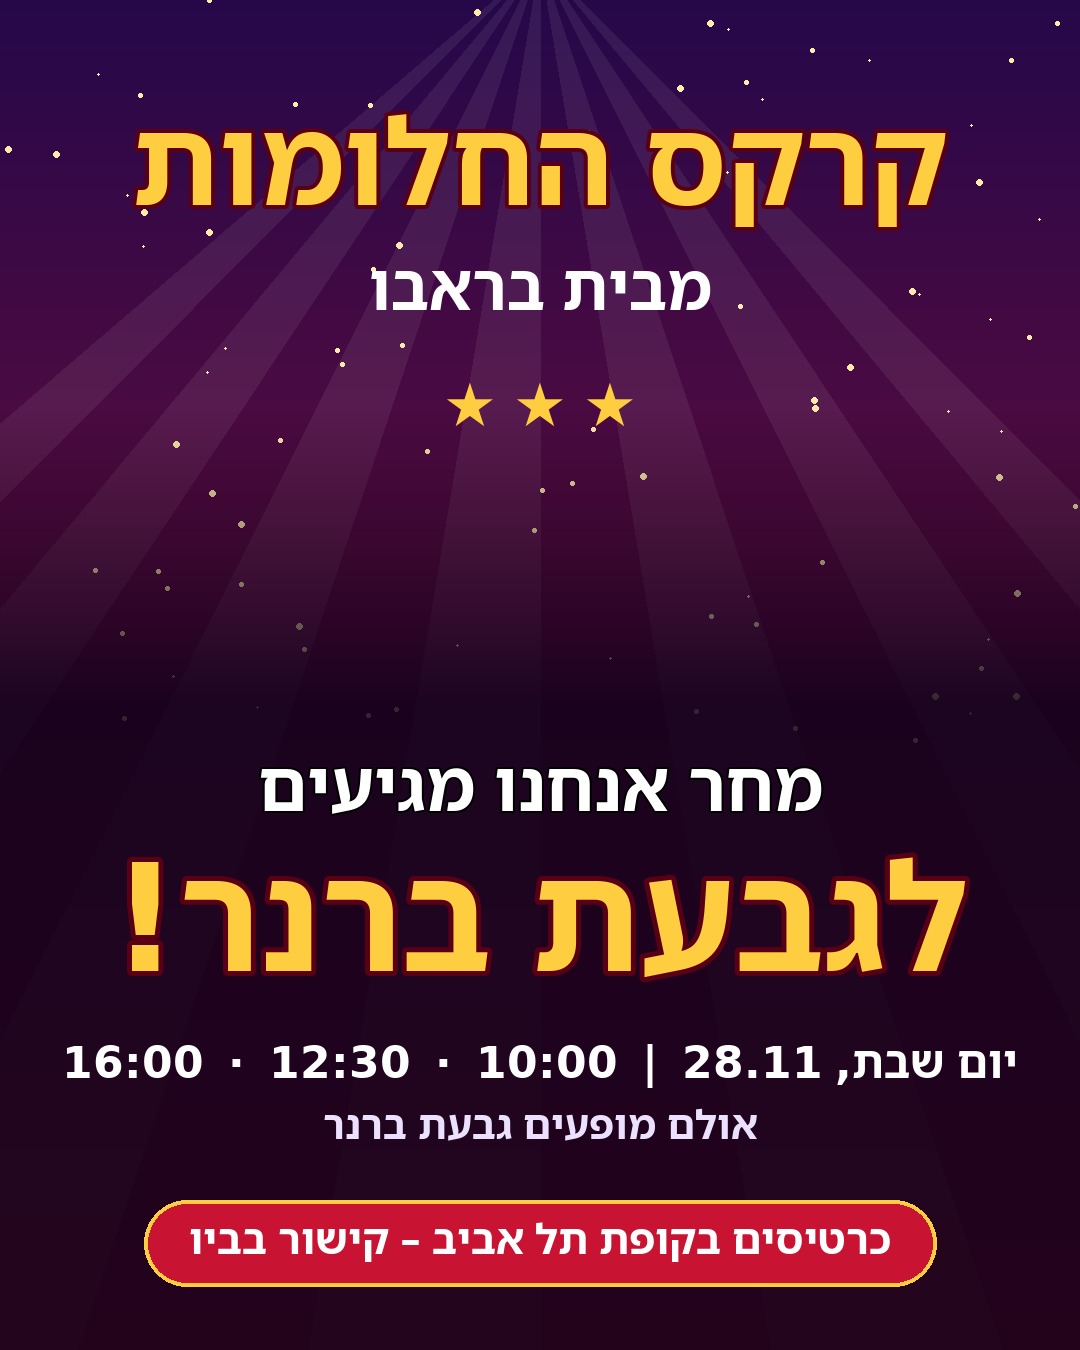 קרקס החלומות
מבית בראבו
★ ★ ★
מחר אנחנו מגיעים
לגבעת ברנר!
יום שבת, 28.11 | 10:00 · 12:30 · 16:00
אולם מופעים גבעת ברנר
כרטיסים בקופת תל אביב – קישור בביו